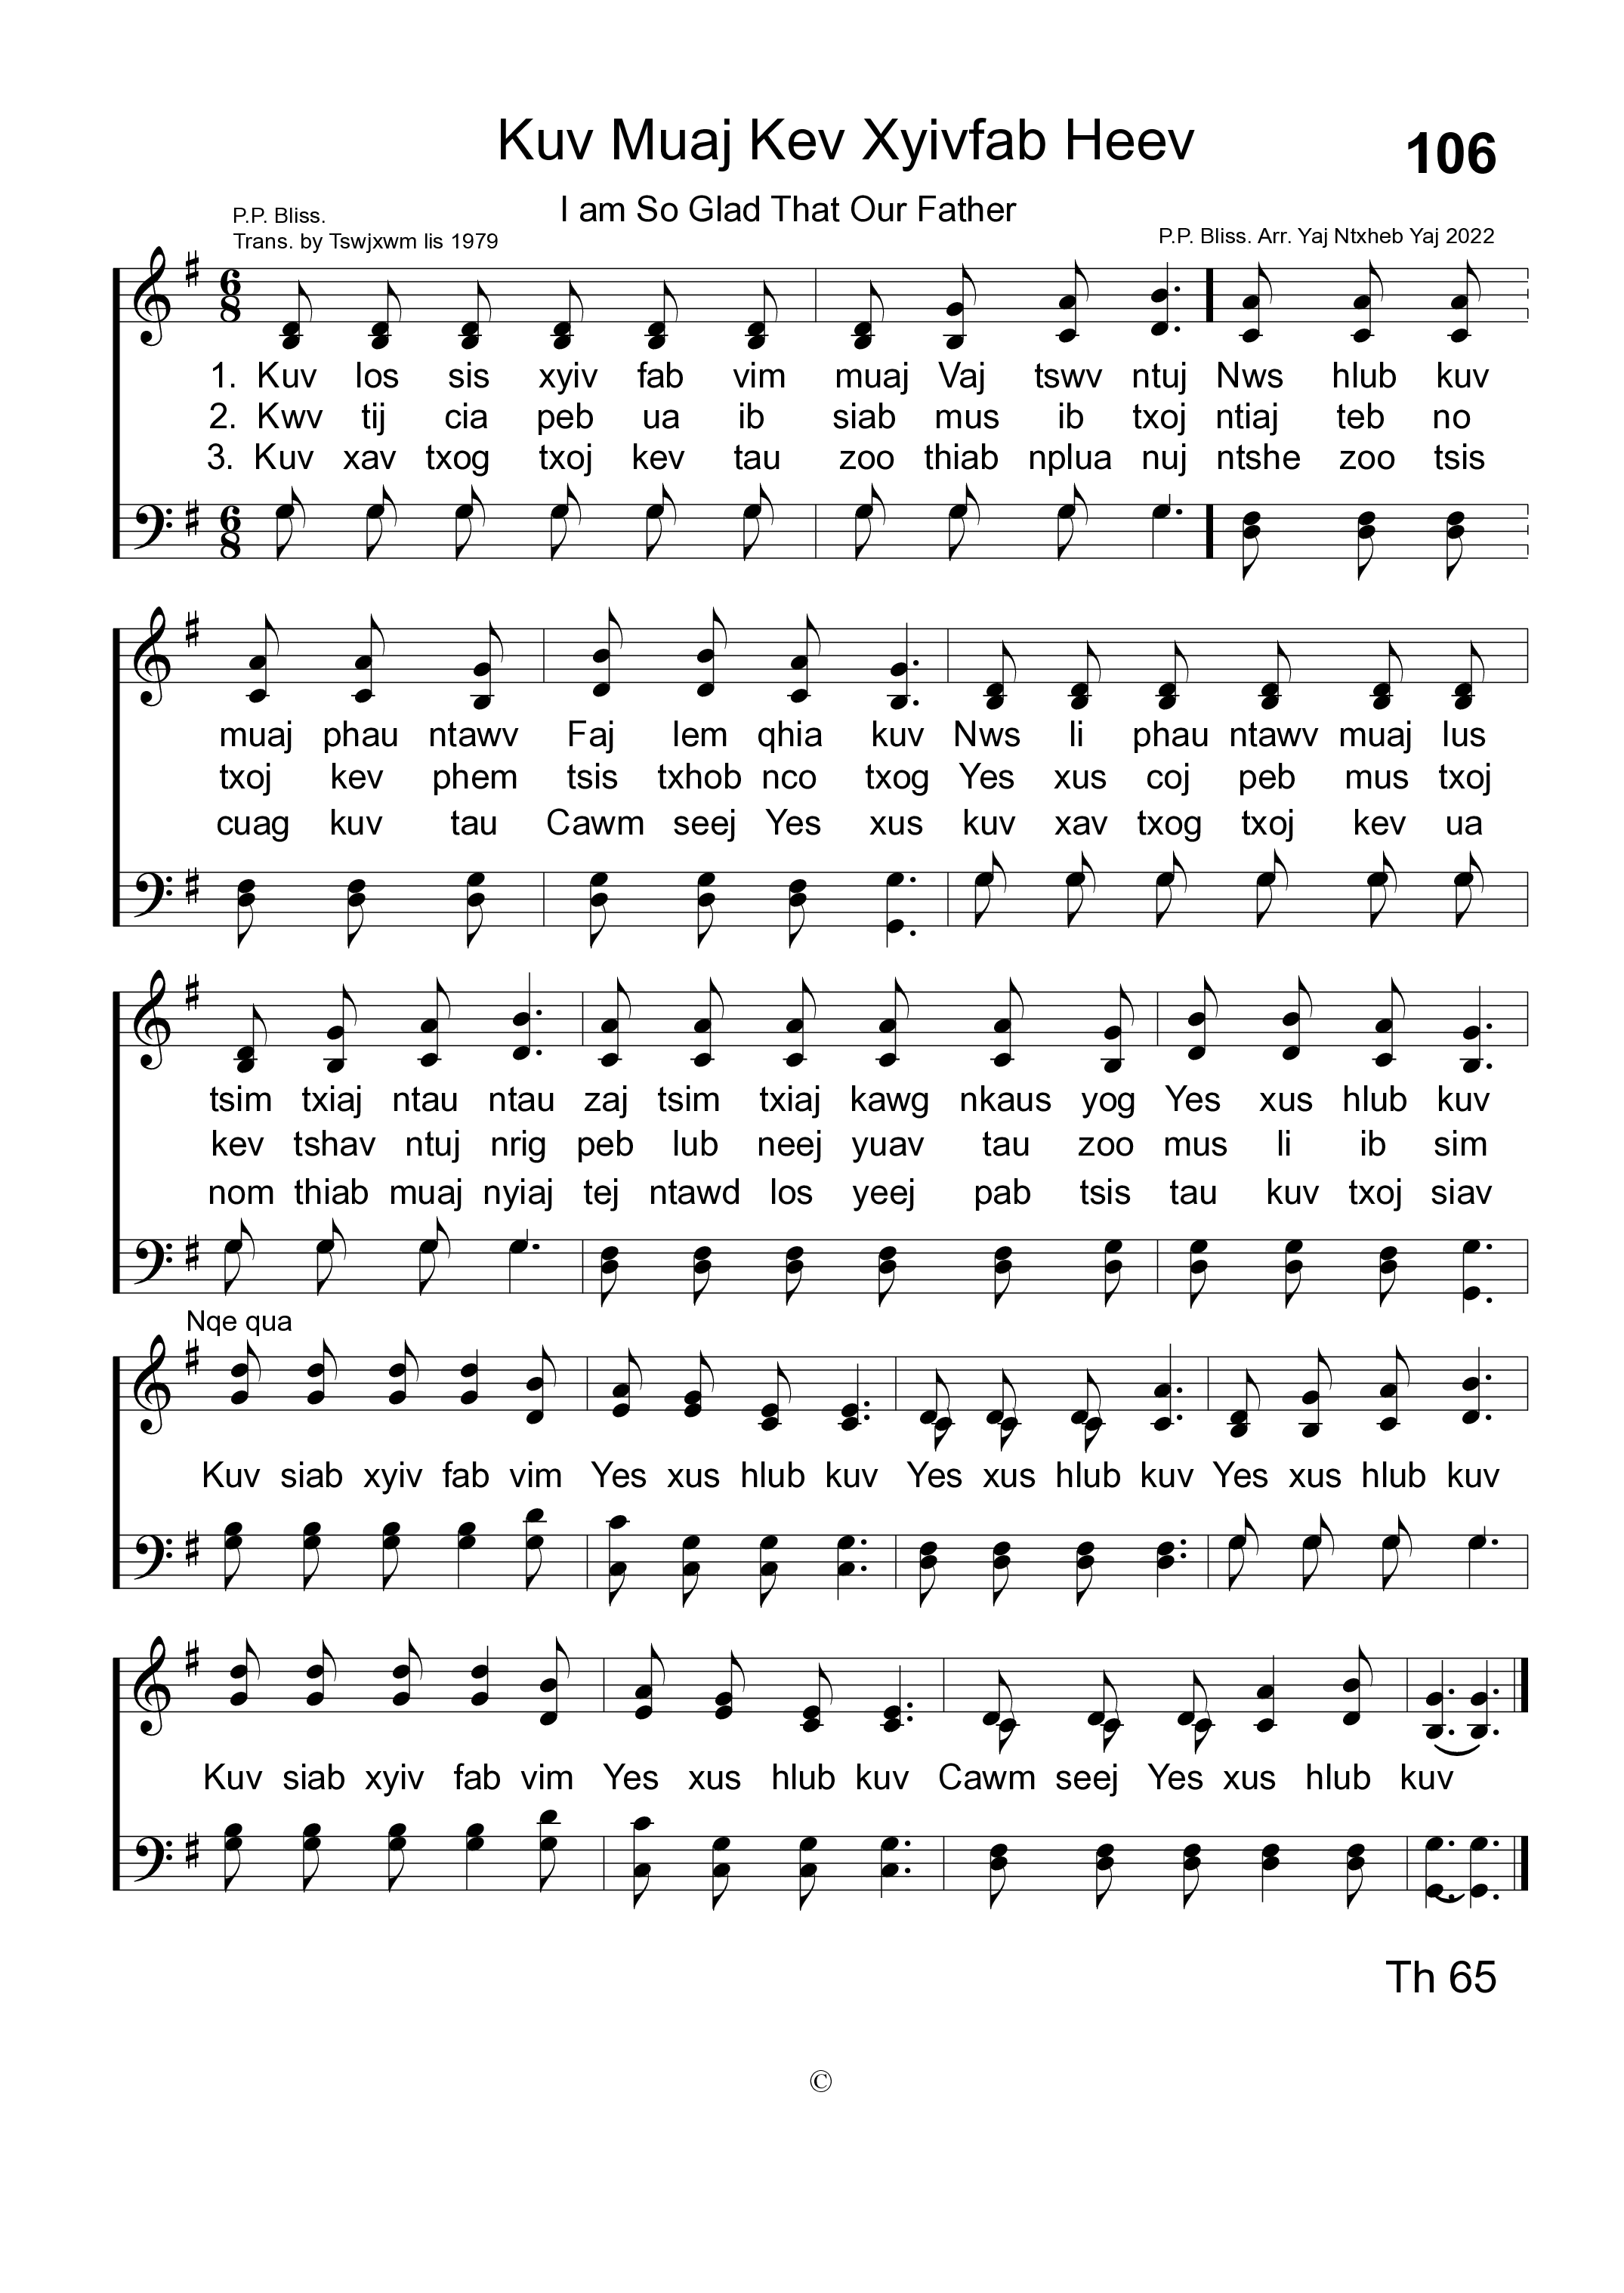 Kuv Muaj Kev Xyivfab Heev
106
I am So Glad That Our Father
P.P. Bliss.
Trans. by Tswjxwm lis 1979
P.P. Bliss. Arr. Yaj Ntxheb Yaj 2022
6 8
1. Kuv los sis xyiv fab vim muaj Vaj tswv ntuj Nws hlub kuv
2. Kwv tij cia peb ua ib siab mus ib txoj ntiaj teb no
3. Kuv xav txog txoj kev tau zoo thiab nplua nuj ntshe zoo tsis
6 8
muaj phau ntawv Faj lem qhia kuv Nws li phau ntawv muaj lus
txoj kev phem tsis txhob nco txog Yes xus coj peb mus txoj
cuag kuv tau Cawm seej Yes xus kuv xav txog txoj kev ua
tsim txiaj ntau ntau zaj tsim txiaj kawg nkaus yog Yes xus hlub kuv
kev tshav ntuj nrig peb lub neej yuav tau zoo mus li ib sim
nom thiab muaj nyiaj tej ntawd los yeej pab tsis tau kuv txoj siav
Nqe qua
Kuv siab xyiv fab vim Yes xus hlub kuv Yes xus hlub kuv Yes xus hlub kuv
Kuv siab xyiv fab vim Yes xus hlub kuv Cawm seej Yes xus hlub kuv
Th 65
©